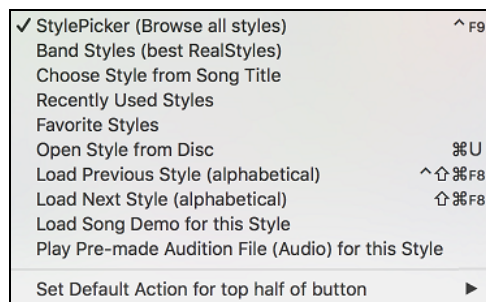 ✓ StylePicker (Browse all styles) ^F9
Band Styles (best RealStyles)
Choose Style from Song Title
Recently Used Styles
Favorite Styles
Open Style from Disc ⌘U
Load Previous Style (alphabetical) ^⇧⌘F8
Load Next Style (alphabetical) ⇧⌘F8
Load Song Demo for this Style
Play Pre-made Audition File (Audio) for this Style
Set Default Action for top half of button ▶